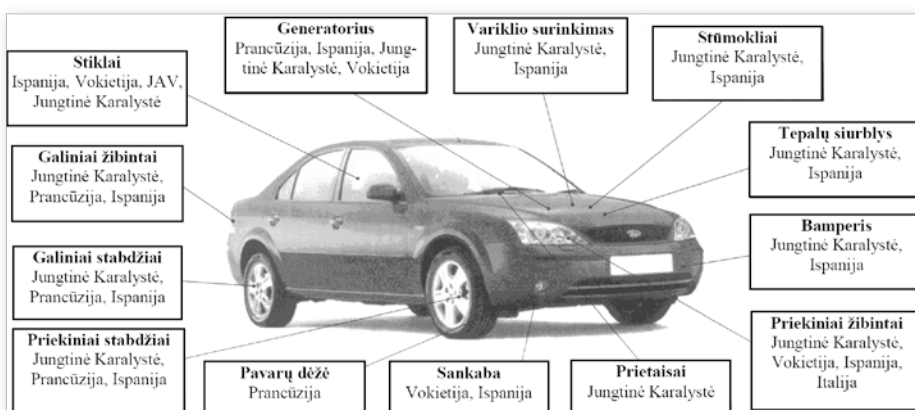 Generatorius
Prancūzija, Ispanija, Jung-
tinė Karalystė, Vokietija
Variklio surinkimas
Jungtinė Karalystė,
Ispanija
Stūmokliai
Jungtinė Karalystė,
Ispanija
Stiklai
Ispanija, Vokietija, JAV,
Jungtinė Karalystė
Tepalų siurblys
Jungtinė Karalystė,
Ispanija
Galiniai žibintai
Jungtinė Karalystė,
Prancūzija, Ispanija
Bamperis
Jungtinė Karalystė,
Ispanija
Galiniai stabdžiai
Jungtinė Karalystė,
Prancūzija, Ispanija
Priekiniai žibintai
Jungtinė Karalystė,
Vokietija, Ispanija,
Italija
Priekiniai stabdžiai
Jungtinė Karalystė,
Prancūzija, Ispanija
Pavarų dėžė
Prancūzija
Sankaba
Vokietija, Ispanija
Prietaisai
Jungtinė Karalystė